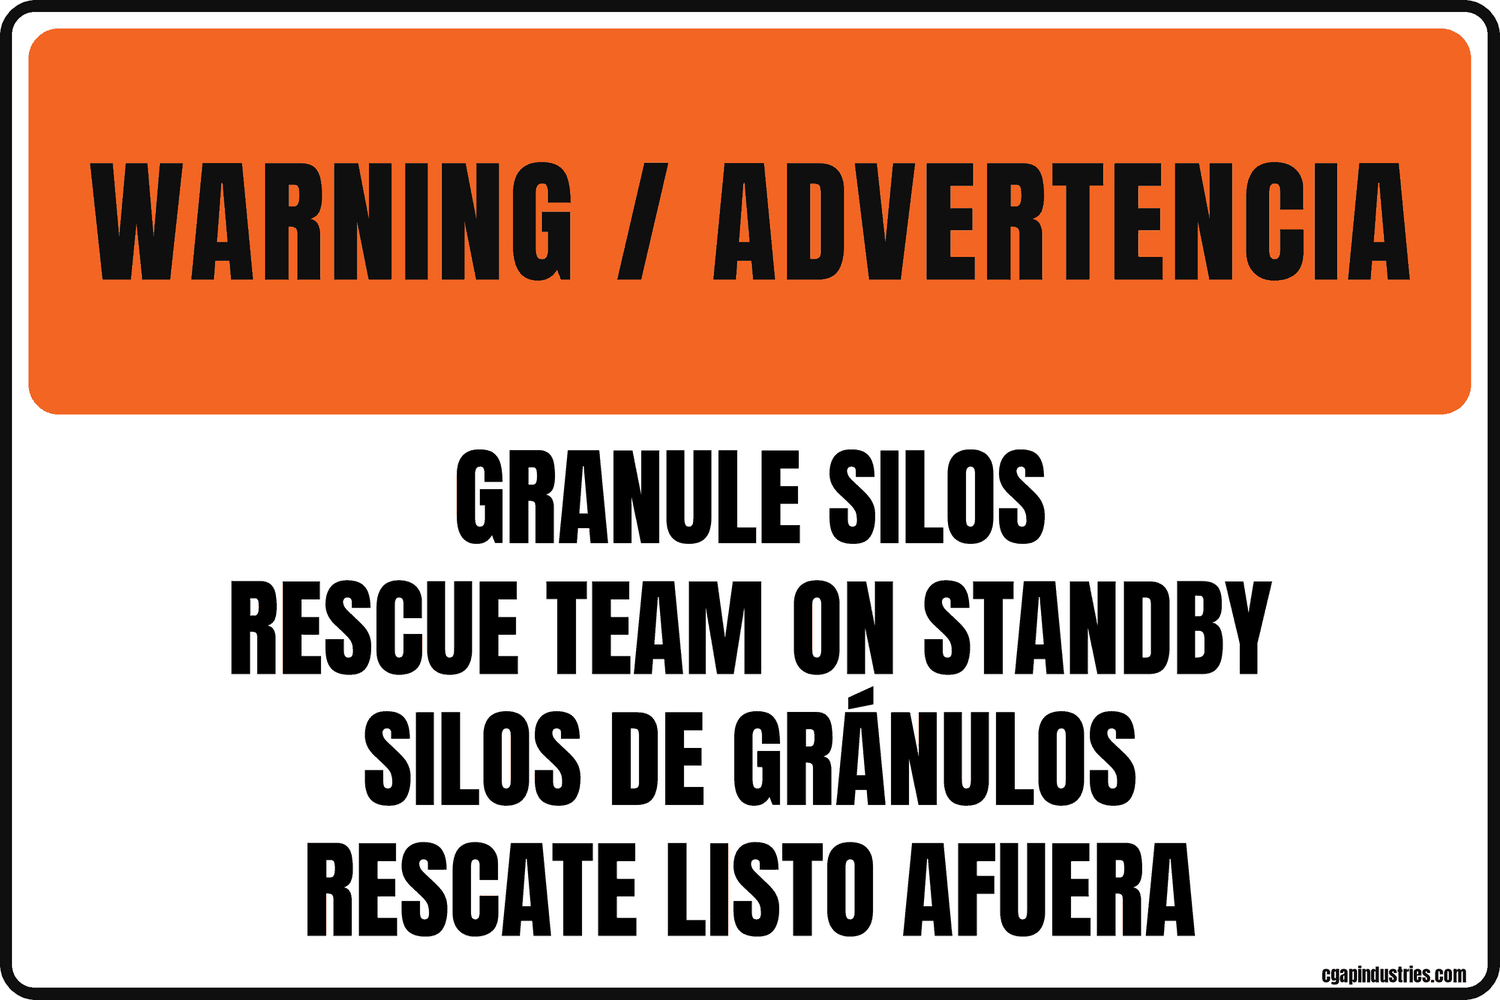 WARNING / ADVERTENCIA
GRANULE SILOS
RESCUE TEAM ON STANDBY
SILOS DE GRÁNULOS
RESCATE LISTO AFUERA
cgapindustries.com